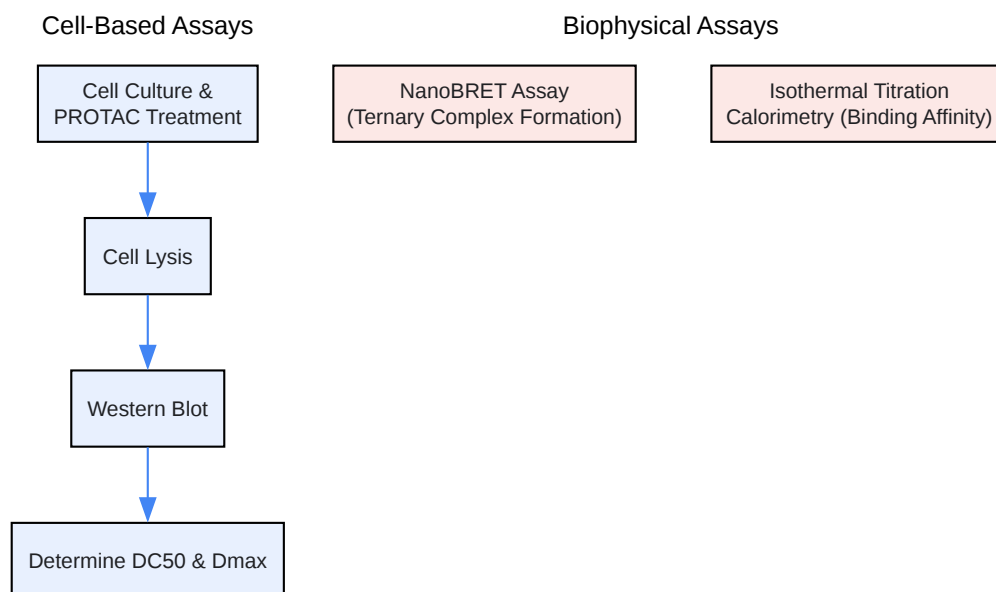 Cell-Based Assays
Biophysical Assays
Cell Culture &
PROTAC Treatment
NanoBRET Assay
(Ternary Complex Formation)
Isothermal Titration
Calorimetry (Binding Affinity)
Cell Lysis
Western Blot
Determine DC50 & Dmax